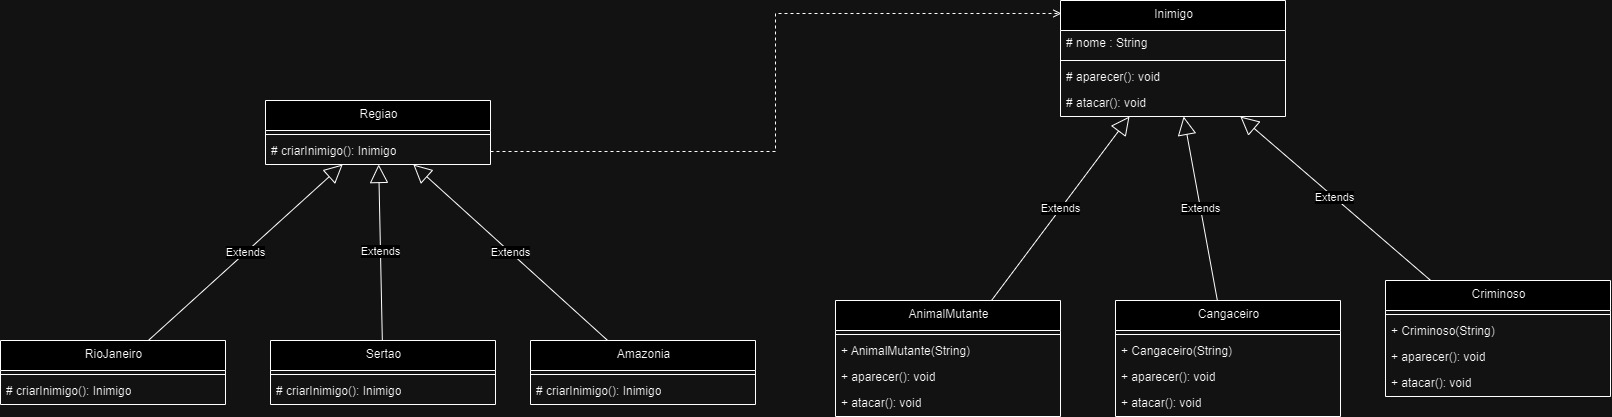 Inimigo
# nome : String
# aparecer(): void
# atacar(): void
Regiao
# criarInimigo(): Inimigo
Extends
Extends
Extends
Extends
Extends
Extends
RioJaneiro
# criarInimigo(): Inimigo
Sertao
# criarInimigo(): Inimigo
Amazonia
# criarInimigo(): Inimigo
AnimalMutante
+ AnimalMutante(String)
+ aparecer(): void
+ atacar(): void
Cangaceiro
+ Cangaceiro(String)
+ aparecer(): void
+ atacar(): void
Criminoso
+ Criminoso(String)
+ aparecer(): void
+ atacar(): void